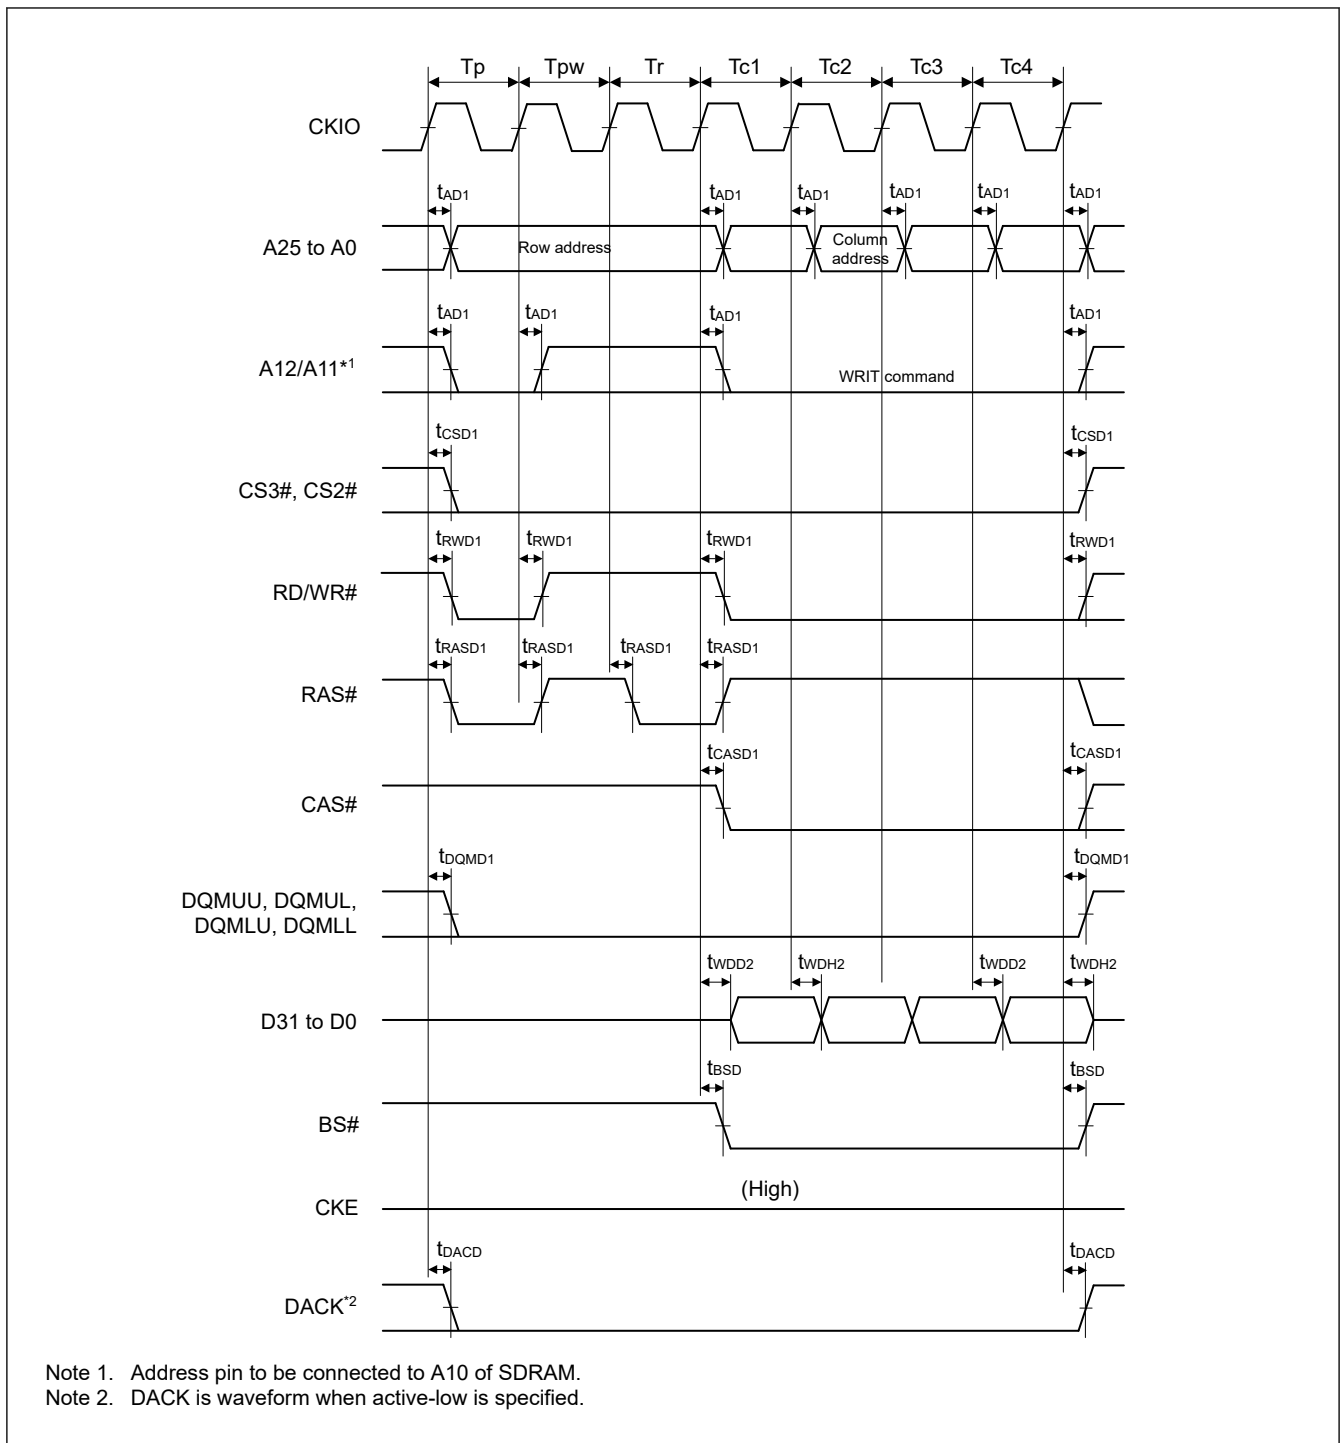 Tp Tpw Tr Tc1 Tc2 Tc3 Tc4
CKIO
tAD1 tAD1 tAD1 tAD1 tAD1 tAD1
A25 to A0
Row address
Column
address
tAD1 tAD1 tAD1 tAD1
A12/A11*1
WRIT command
tCSD1 tCSD1
CS3#, CS2#
tRWD1 tRWD1 tRWD1 tRWD1
RD/WR#
tRASD1 tRASD1 tRASD1 tRASD1
RAS#
tCASD1 tCASD1
CAS#
tDQMD1 tDQMD1
DQMUU, DQMUL,
DQMLU, DQMLL
tWDD2 tWDH2 tWDD2 tWDH2
D31 to D0
tBSD tBSD
BS#
(High)
CKE
tDACD tDACD
DACK*2
Note 1. Address pin to be connected to A10 of SDRAM.
Note 2. DACK is waveform when active-low is specified.